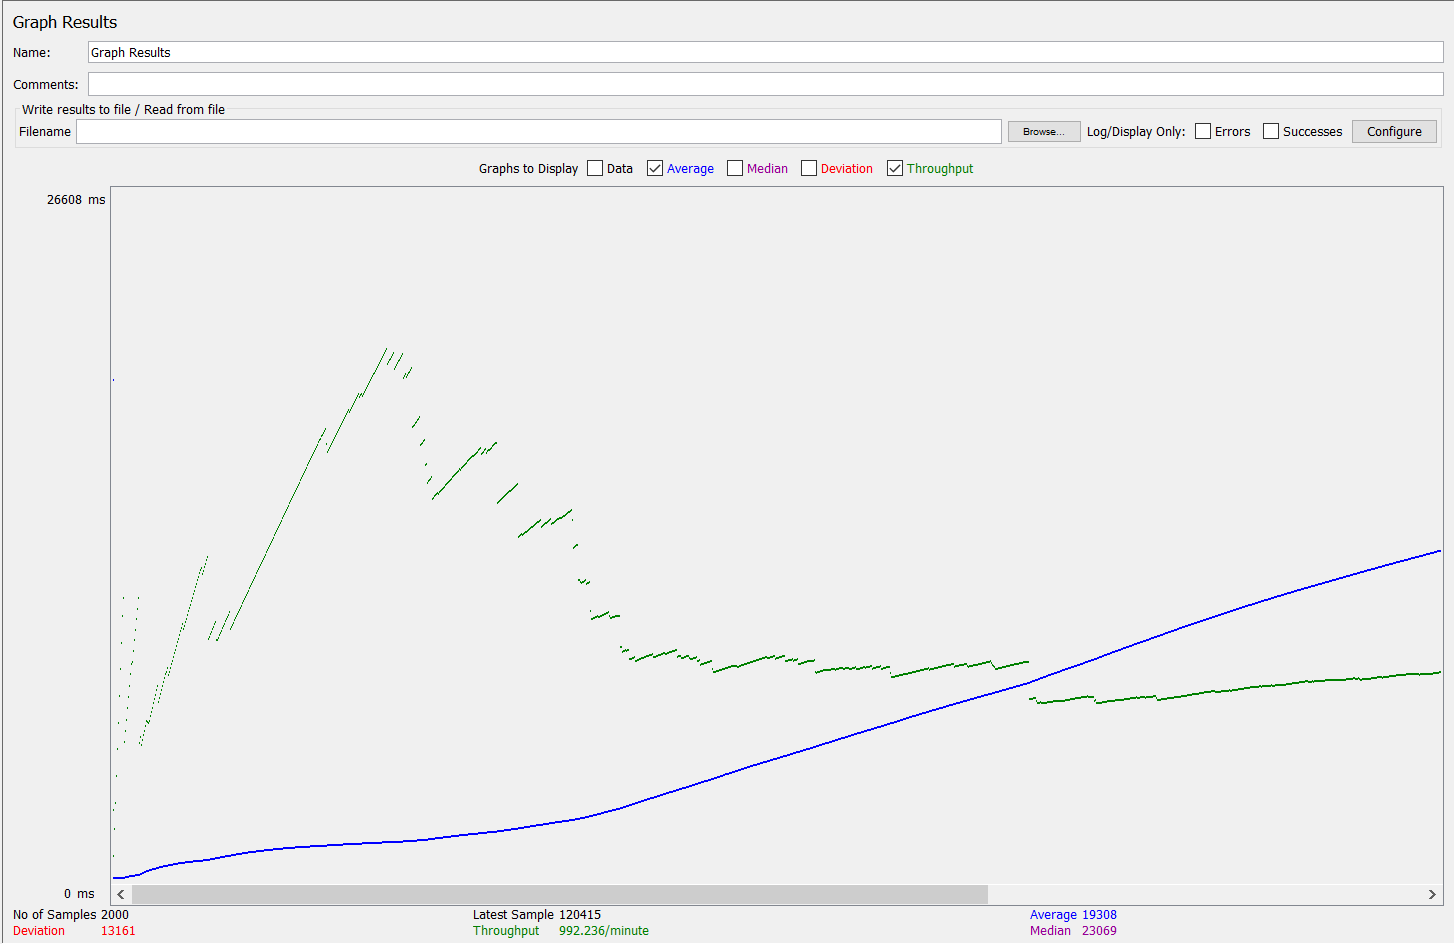 Graph Results
Name: Graph Results
Comments:
Write results to file / Read from file
Filename Browse... Log/Display Only: Errors Successes Configure
Graphs to Display Data Average Median Deviation Throughput
26608 ms
0 ms
No of Samples 2000 Latest Sample 120415 Average 19308
Deviation 13161 Throughput 992.236/minute Median 23069